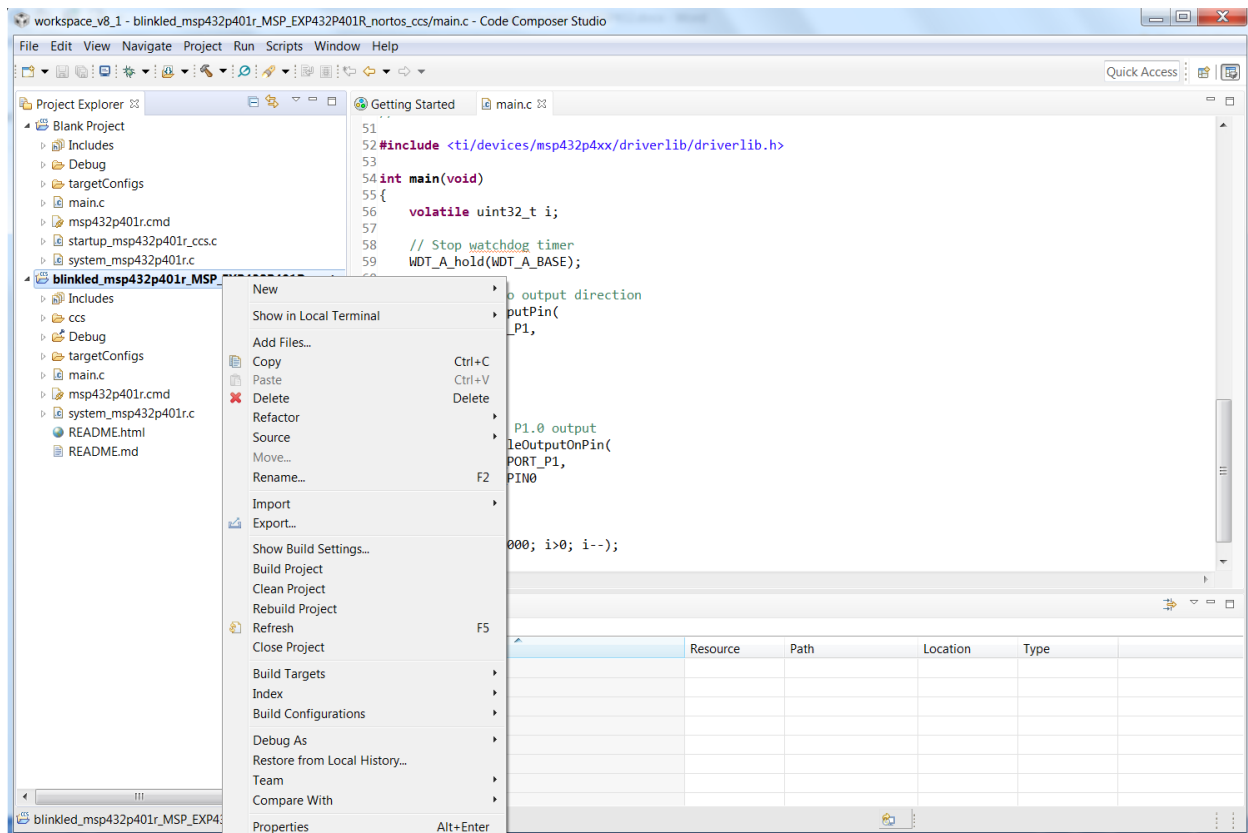 workspace_v8_1 - blinkled_msp432p401r_MSP_EXP432P401R_nortos_ccs/main.c - Code Composer Studio
File Edit View Navigate Project Run Scripts Window Help
Quick Access
Project Explorer
Blank Project
Includes
Debug
targetConfigs
main.c
msp432p401r.cmd
startup_msp432p401r_ccs.c
system_msp432p401r.c
blinkled_msp432p401r_MSP_
Includes
ccs
Debug
targetConfigs
main.c
msp432p401r.cmd
system_msp432p401r.c
README.html
README.md
blinkled_msp432p401r_MSP_EXP43
New
Show in Local Terminal
Add Files...
Copy Ctrl+C
Paste Ctrl+V
Delete Delete
Refactor
Source
Move...
Rename... F2
Import
Export...
Show Build Settings...
Build Project
Clean Project
Rebuild Project
Refresh F5
Close Project
Build Targets
Index
Build Configurations
Debug As
Restore from Local History...
Team
Compare With
Properties Alt+Enter
Getting Started main.c
51
52 #include <ti/devices/msp432p4xx/driverlib/driverlib.h>
53
54 int main(void)
55 {
56 volatile uint32_t i;
57
58 // Stop watchdog timer
59 WDT_A_hold(WDT_A_BASE);
o output direction
putPin(
_P1,
P1.0 output
leOutputOnPin(
PORT_P1,
PIN0
000; i>0; i--);
Resource Path Location Type